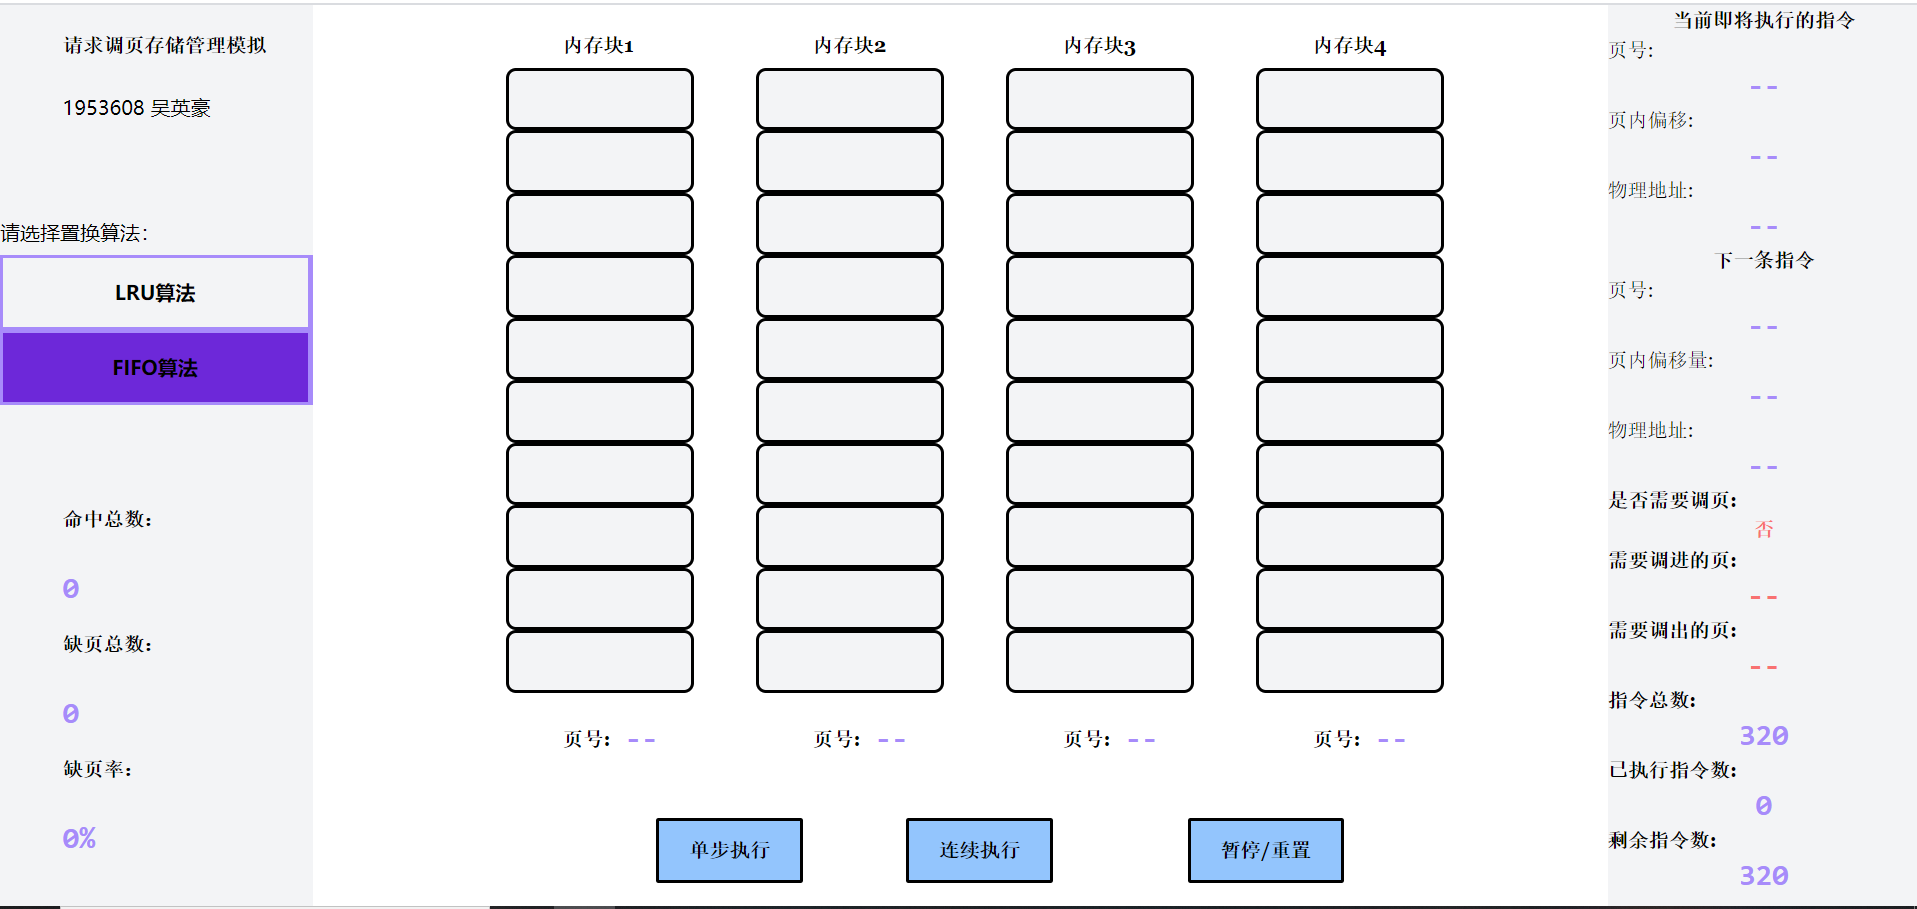 请求调页存储管理模拟
1953608 吴英豪
请选择置换算法：
LRU算法
FIFO算法
命中总数：
0
缺页总数：
0
缺页率：
0%
内存块1
内存块2
内存块3
内存块4
页号： --
页号： --
页号： --
页号： --
单步执行
连续执行
暂停/重置
当前即将执行的指令
页号:
--
页内偏移:
--
物理地址:
--
下一条指令
页号:
--
页内偏移量:
--
物理地址:
--
是否需要调页:
否
需要调进的页:
--
需要调出的页:
--
指令总数:
320
已执行指令数:
0
剩余指令数:
320